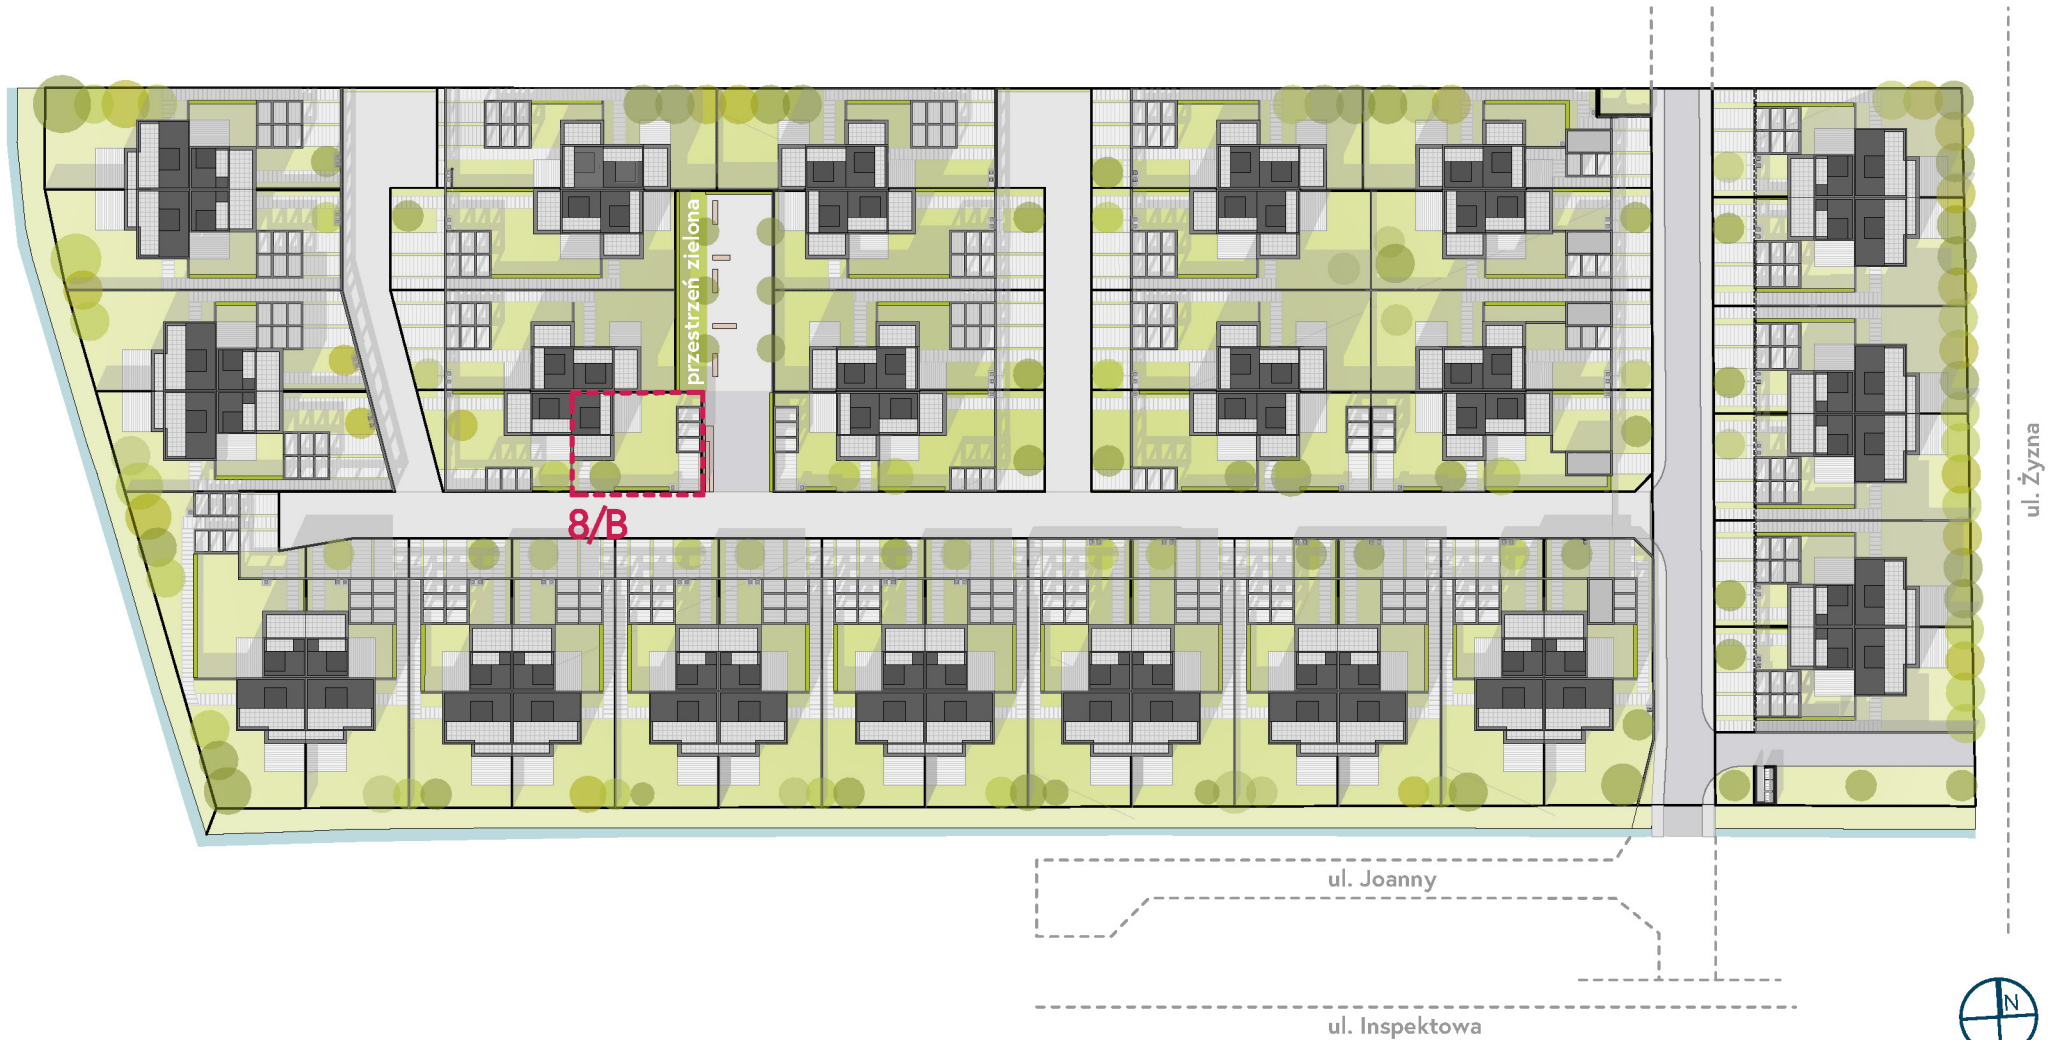 przestrzeń zielona
8/B
ul. Żyzna
ul. Joanny
ul. Inspektowa
N